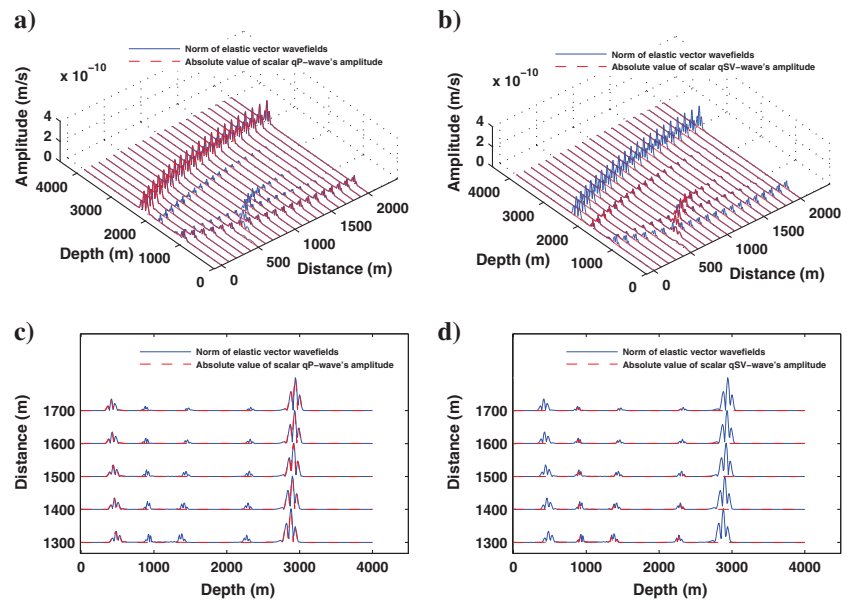 a)
Norm of elastic vector wavefields
Absolute value of scalar qP−wave's amplitude
x 10−10
Amplitude (m/s)
4
2
0
4000
3000
2000
1000
0
Depth (m)
0
500
1000
1500
2000
Distance (m)
b)
Norm of elastic vector wavefields
Absolute value of scalar qSV−wave's amplitude
x 10−10
Amplitude (m/s)
4
2
0
4000
3000
2000
1000
0
Depth (m)
0
500
1000
1500
2000
Distance (m)
c)
Norm of elastic vector wavefields
Absolute value of scalar qP−wave's amplitude
Distance (m)
1700
1600
1500
1400
1300
0
1000
2000
3000
4000
Depth (m)
d)
Norm of elastic vector wavefields
Absolute value of scalar qSV−wave's amplitude
Distance (m)
1700
1600
1500
1400
1300
0
1000
2000
3000
4000
Depth (m)